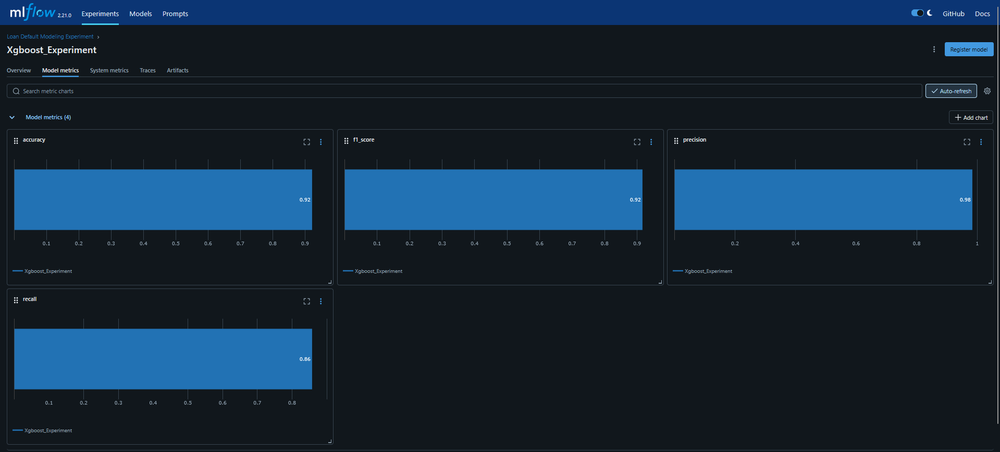 mlflow 2.21.0 Experiments Models Prompts GitHub Docs
Loan Default Modeling Experiment ›
Xgboost_Experiment
Register model
Overview Model metrics System metrics Traces Artifacts
Search metric charts
Auto-refresh
Model metrics (4)
Add chart
accuracy
0.92
0.1 0.2 0.3 0.4 0.5 0.6 0.7 0.8 0.9
Xgboost_Experiment
f1_score
0.92
0.1 0.2 0.3 0.4 0.5 0.6 0.7 0.8 0.9
Xgboost_Experiment
precision
0.98
0.2 0.4 0.6 0.8 1
Xgboost_Experiment
recall
0.86
0.1 0.2 0.3 0.4 0.5 0.6 0.7 0.8
Xgboost_Experiment